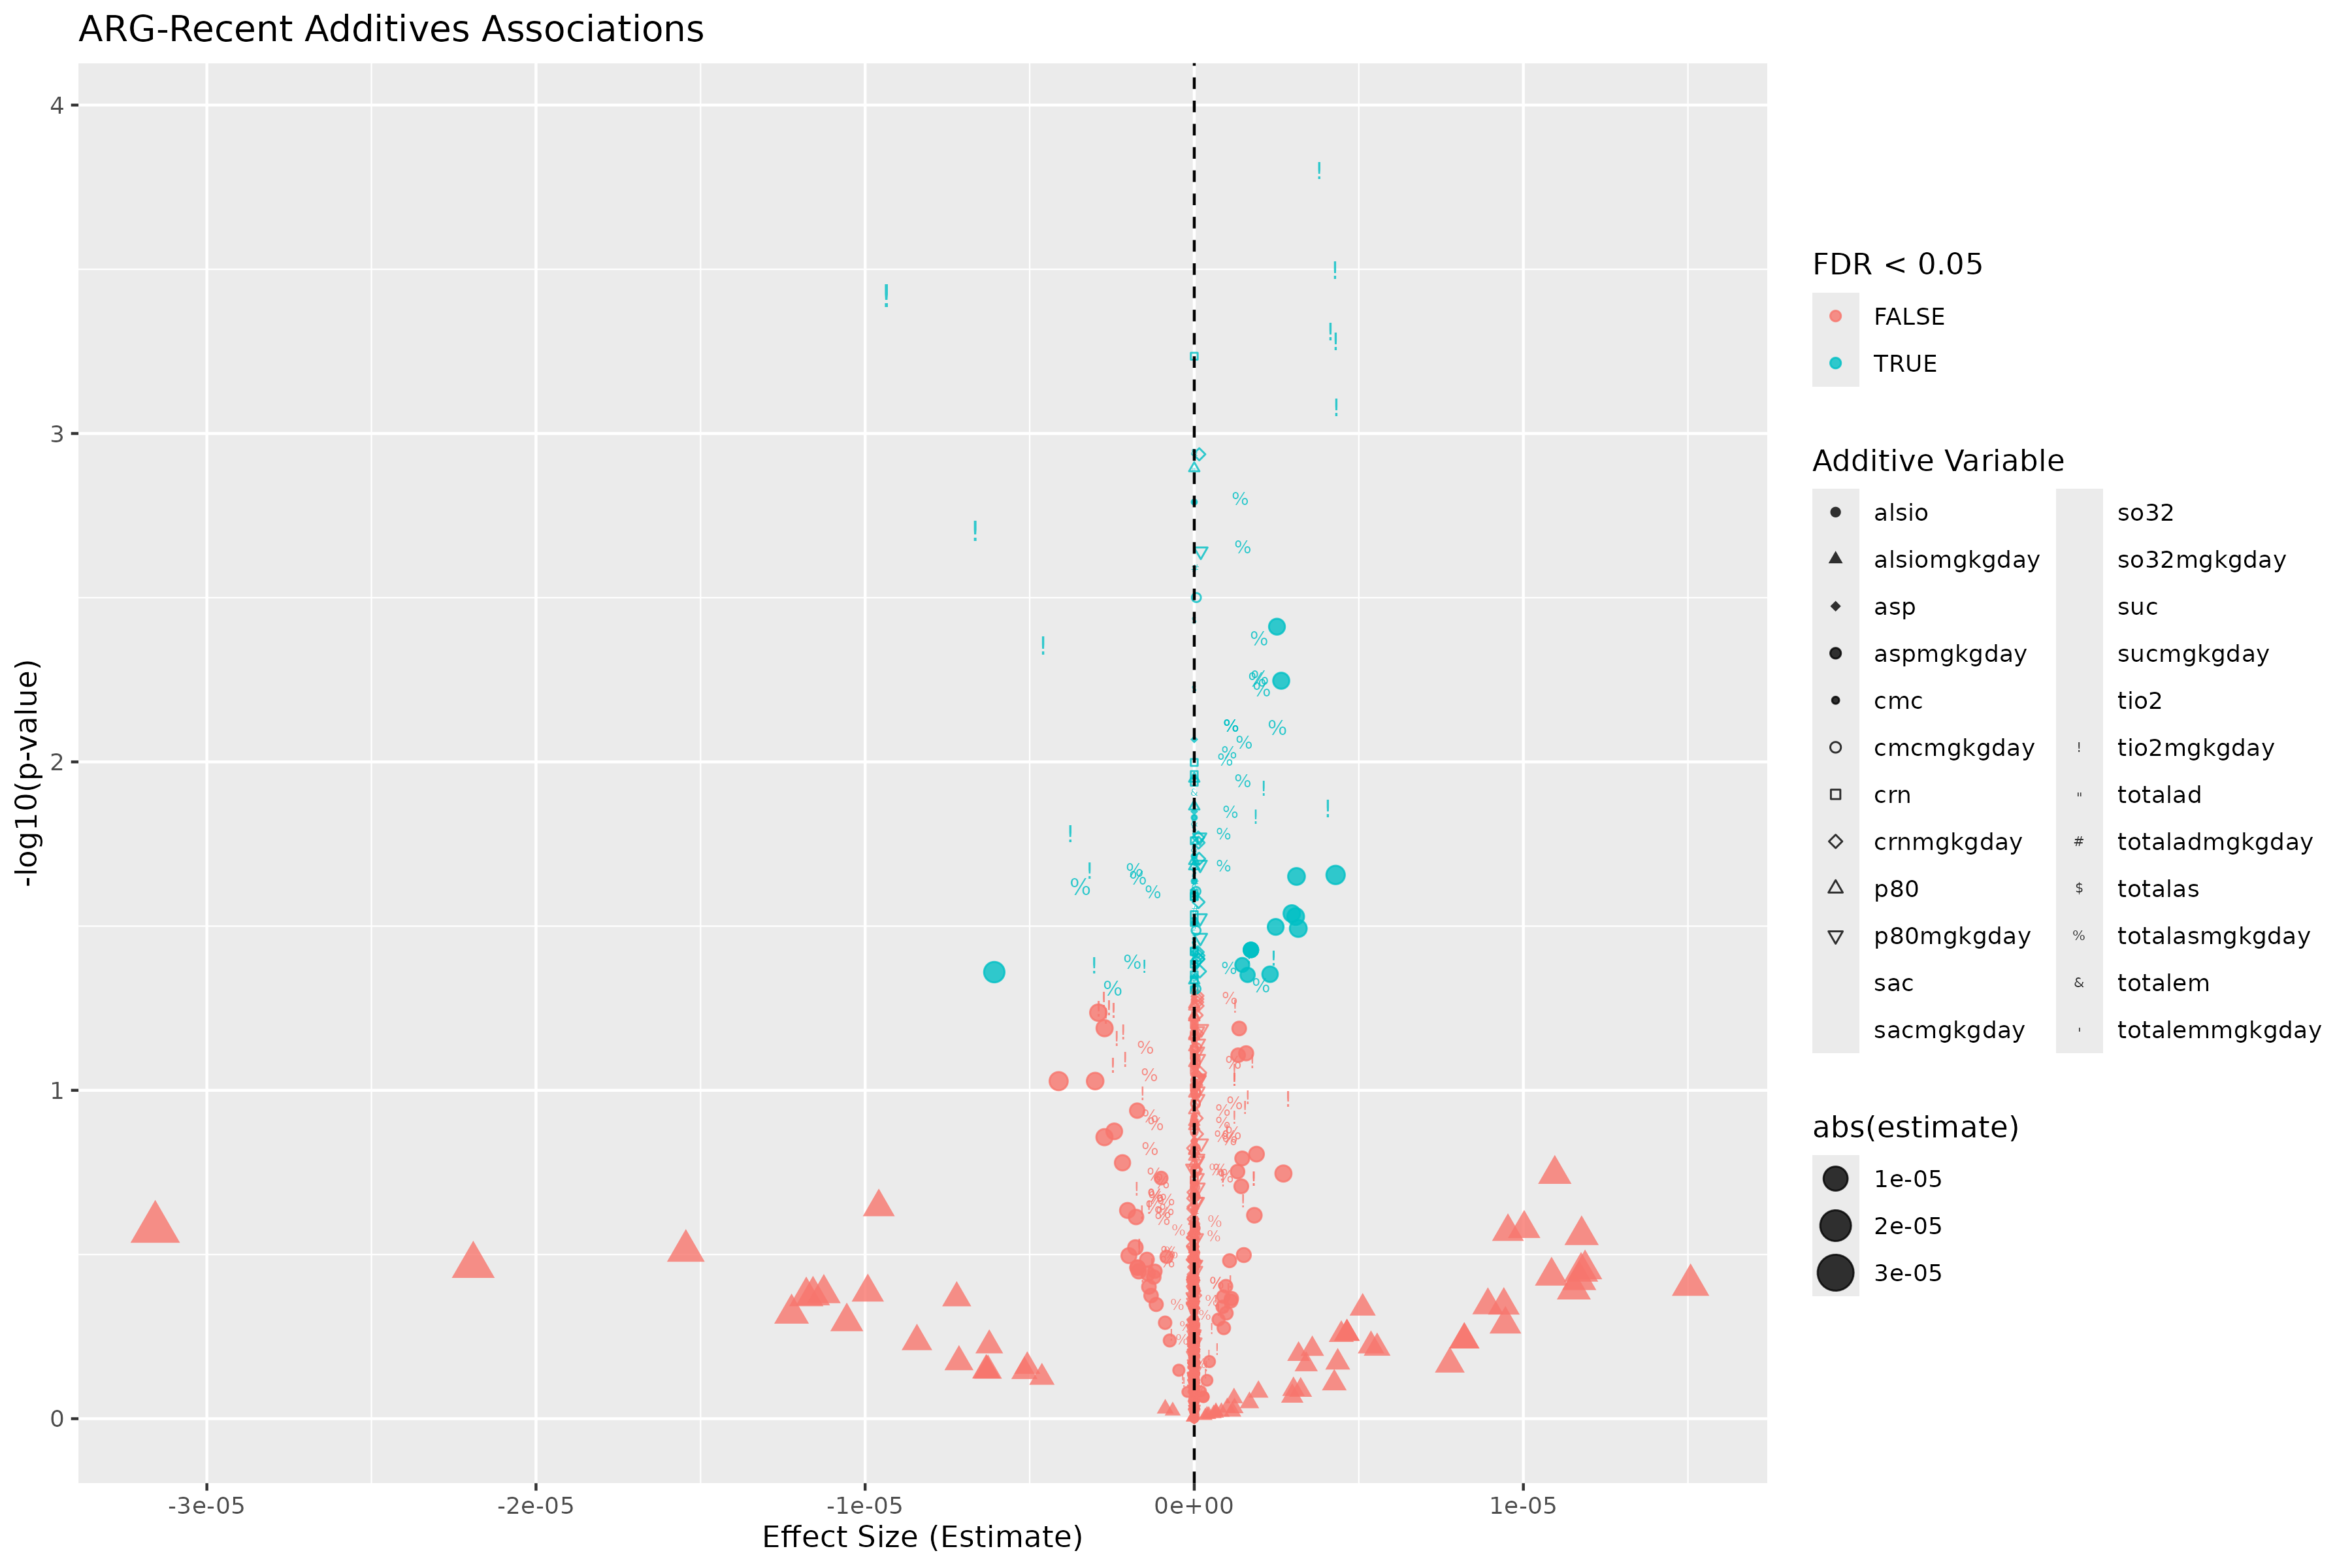 ARG-Recent Additives Associations
4
3
2
1
0
-log10(p-value)
-3e-05
-2e-05
-1e-05
0e+00
1e-05
Effect Size (Estimate)
FDR < 0.05
FALSE
TRUE
Additive Variable
alsio
alsiomgkgday
asp
aspmgkgday
cmc
cmcmgkgday
crn
crnmgkgday
p80
p80mgkgday
sac
sacmgkgday
so32
so32mgkgday
suc
sucmgkgday
tio2
! tio2mgkgday
" totalad
# totaladmgkgday
$ totalas
% totalasmgkgday
& totalem
' totalemmgkgday
abs(estimate)
1e-05
2e-05
3e-05